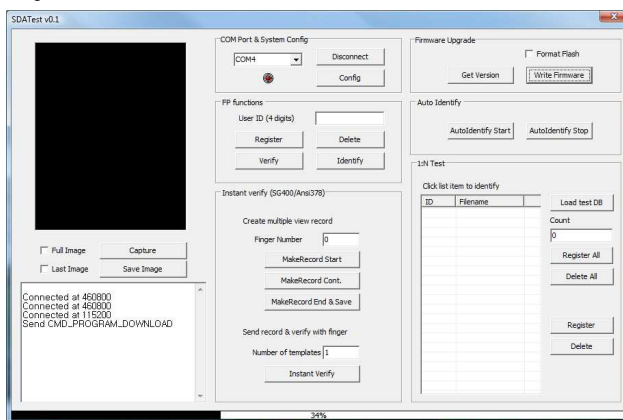 SDATest v0.1
COM Port & System Config
COM4
Disconnect
Config
FP functions
User ID (4 digits)
Register
Delete
Verify
Identify
Instant verify (SG400/Ansi378)
Create multiple view record
Finger Number
0
MakeRecord Start
MakeRecord Cont.
MakeRecord End & Save
Send record & verify with finger
Number of templates
1
Instant Verify
Firmware Upgrade
Format Flash
Get Version
Write Firmware
Auto Identify
AutoIdentify Start
AutoIdentify Stop
1:N Test
Click list item to identify
ID
Filename
Load test DB
Count
0
Register All
Delete All
Register
Delete
Full Image
Capture
Last Image
Save Image
Connected at 460800
Connected at 460800
Connected at 115200
Send CMD_PROGRAM_DOWNLOAD
34%